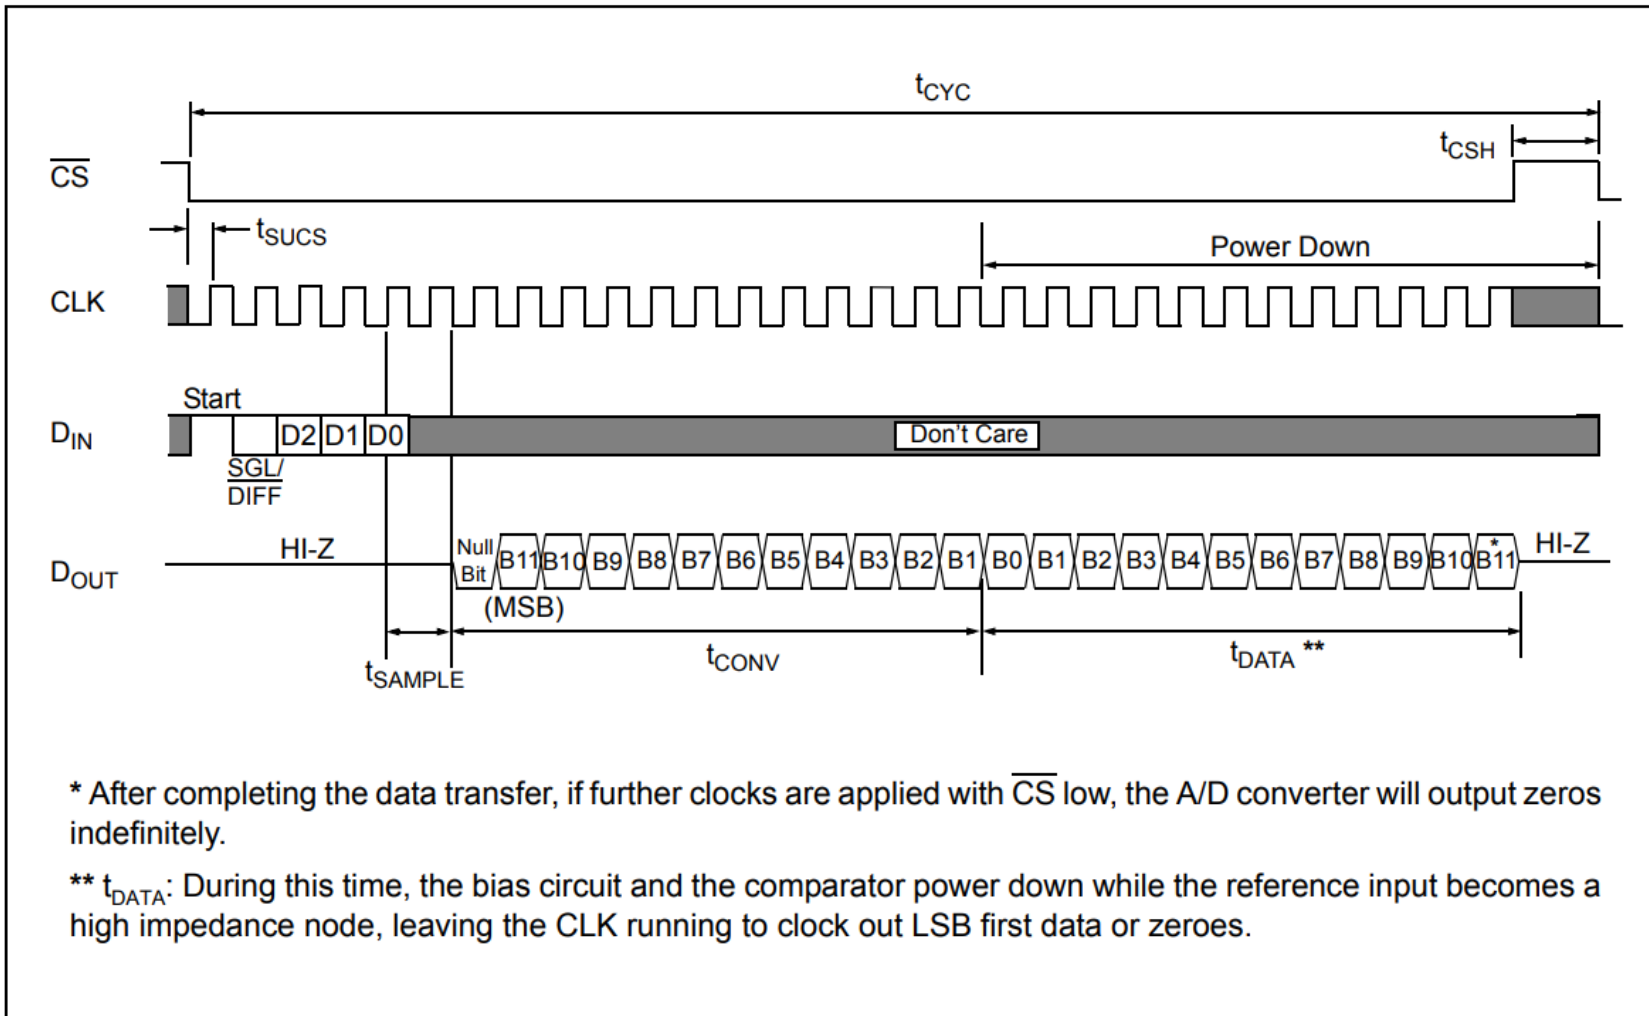 tCYC
tCSH
CS
tSUCS
Power Down
CLK
Start
DIN
D2 D1 D0
Don't Care
SGL/
DIFF
HI-Z
Null
Bit
B11 B10 B9 B8 B7 B6 B5 B4 B3 B2 B1 B0 B1 B2 B3 B4 B5 B6 B7 B8 B9 B10 B11
*
HI-Z
DOUT
(MSB)
tSAMPLE
tCONV
tDATA **
* After completing the data transfer, if further clocks are applied with CS low, the A/D converter will output zeros
indefinitely.
** tDATA: During this time, the bias circuit and the comparator power down while the reference input becomes a
high impedance node, leaving the CLK running to clock out LSB first data or zeroes.